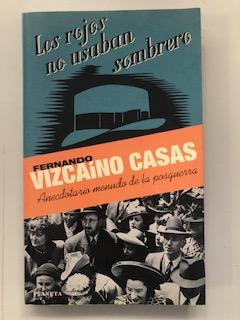 Los rojos
no usaban
sombrero
FERNANDO
VIZCAÍNO CASAS
Anecdotario menudo de la posguerra
PLANETA